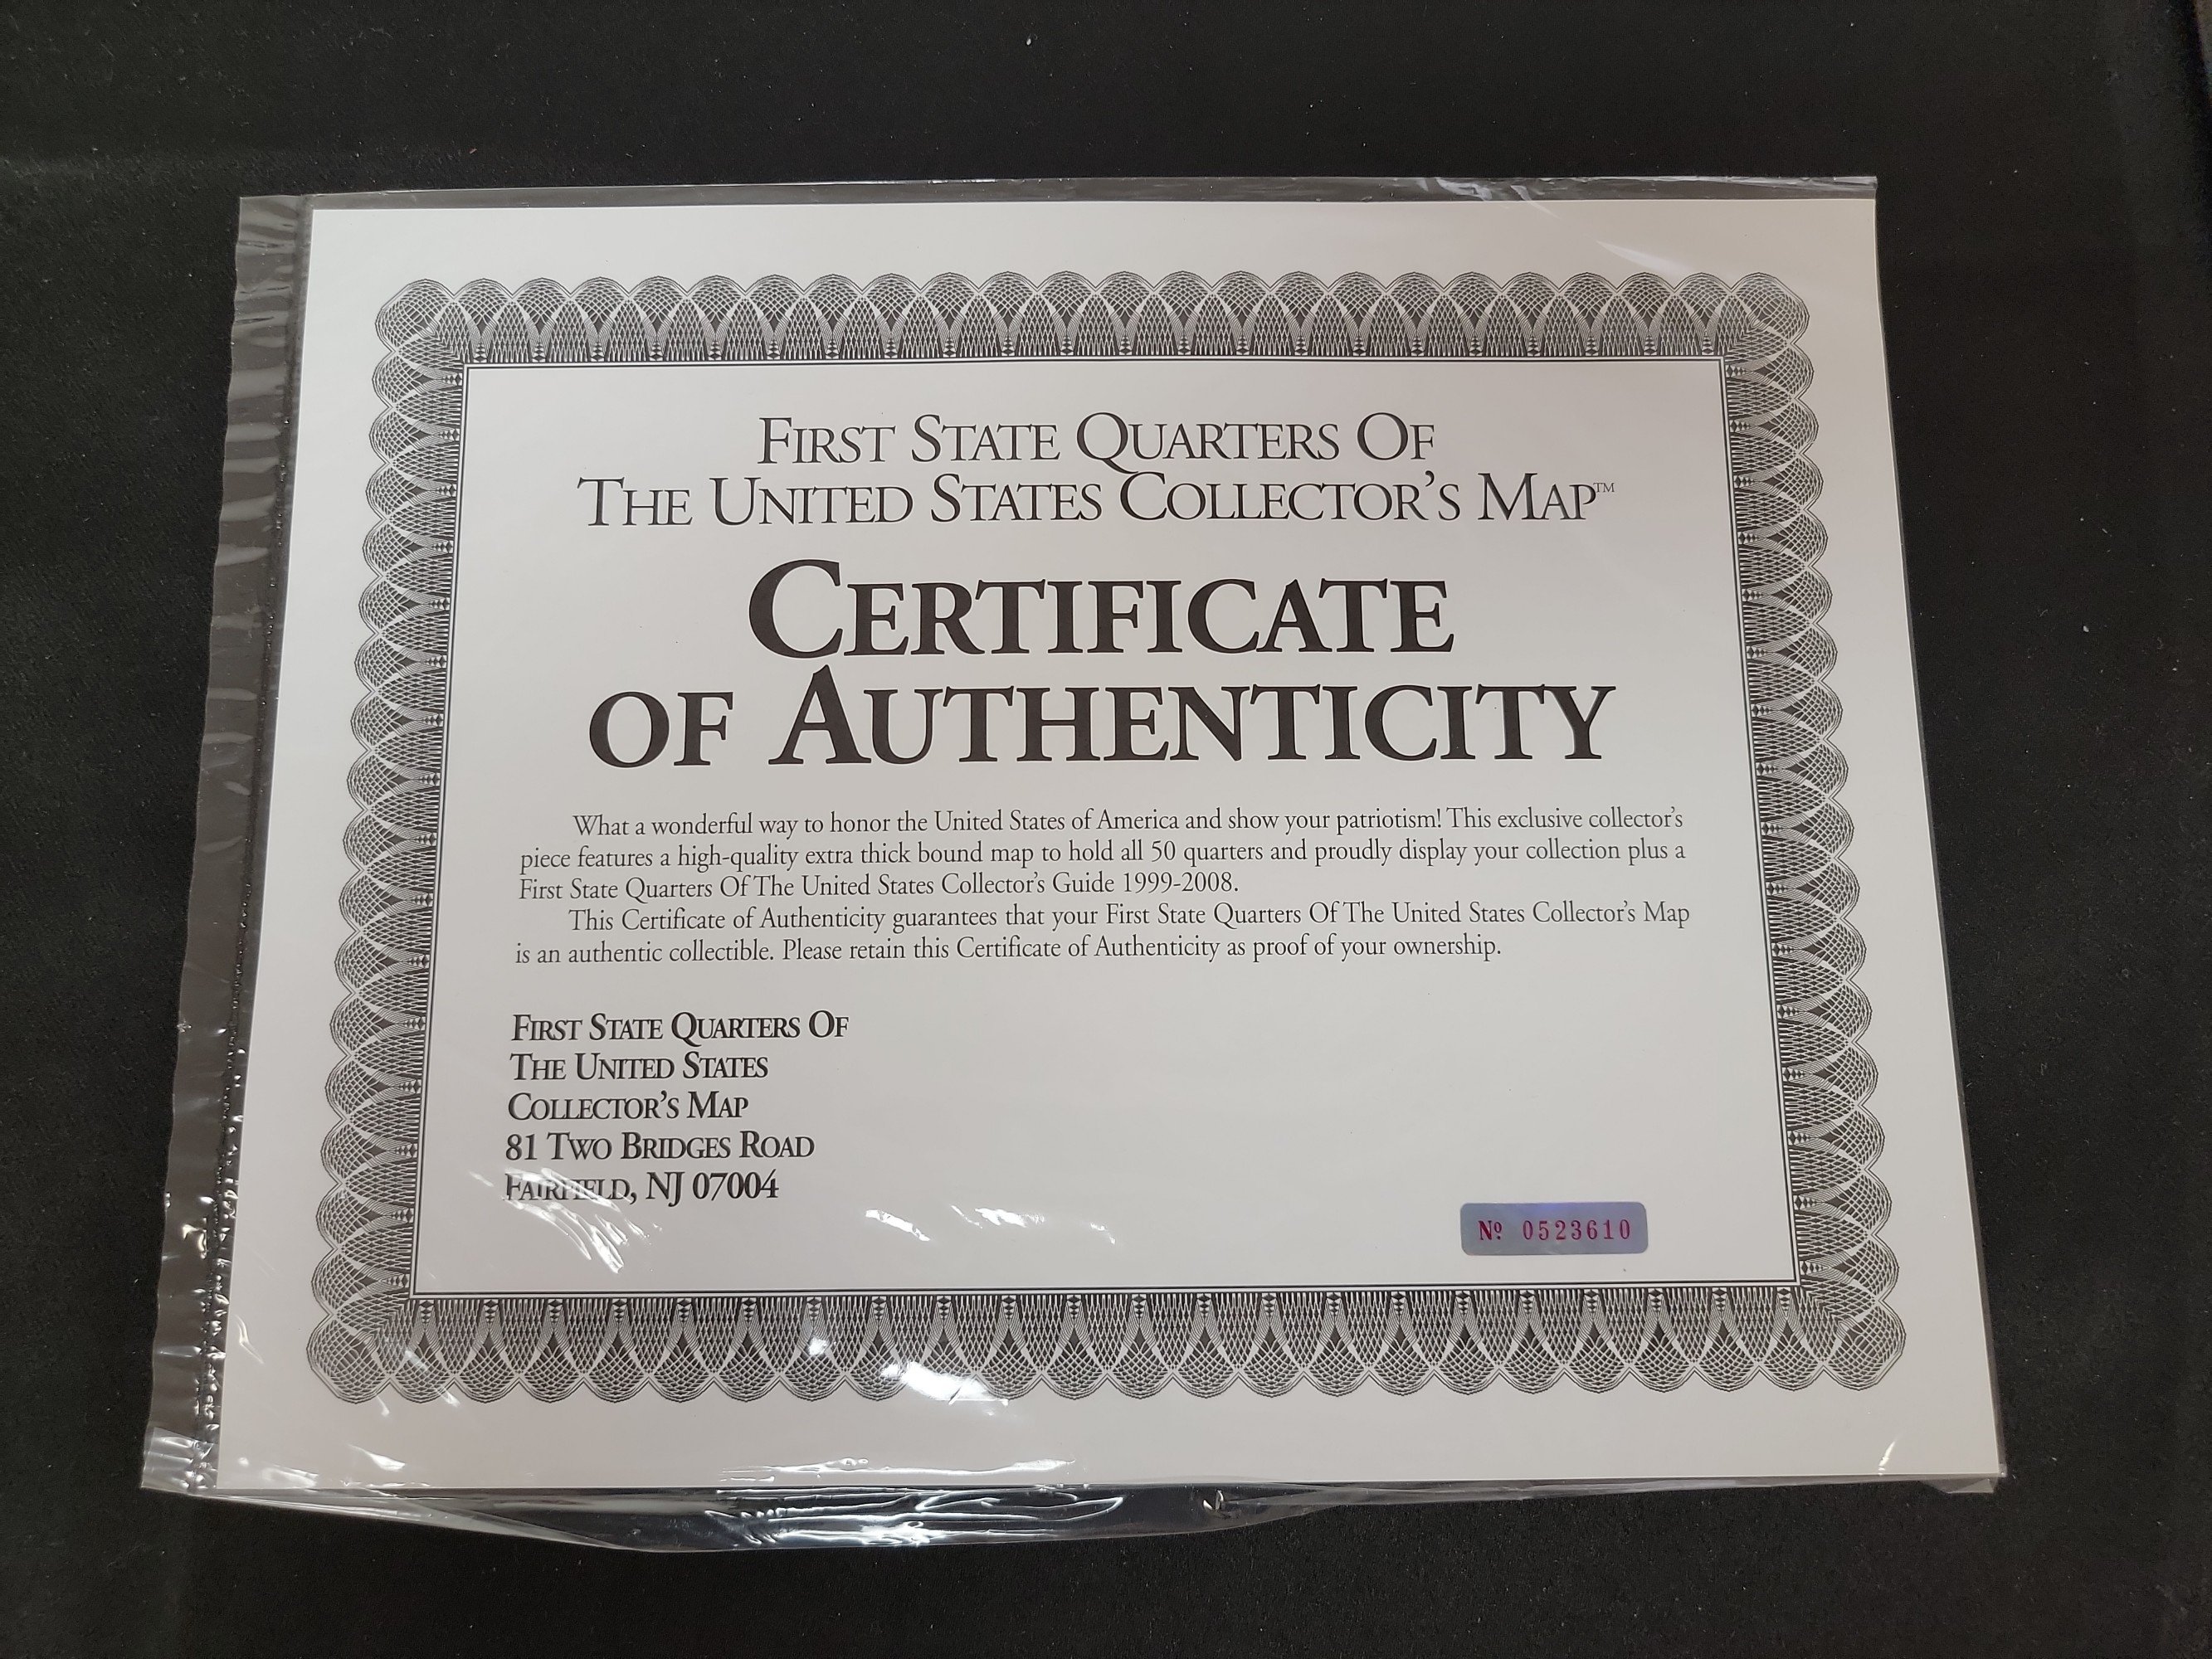 First State Quarters Of
The United States Collector's Map™
Certificate
of Authenticity
What a wonderful way to honor the United States of America and show your patriotism! This exclusive collector's
piece features a high-quality extra thick bound map to hold all 50 quarters and proudly display your collection plus a
First State Quarters Of The United States Collector's Guide 1999-2008.
This Certificate of Authenticity guarantees that your First State Quarters Of The United States Collector's Map
is an authentic collectible. Please retain this Certificate of Authenticity as proof of your ownership.
First State Quarters Of
The United States
Collector's Map
81 Two Bridges Road
Fairfield, NJ 07004
Nº 0523610